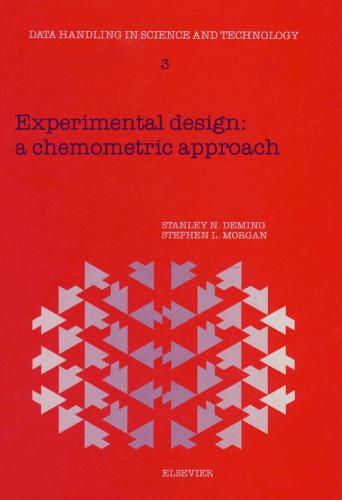 DATA HANDLING IN SCIENCE AND TECHNOLOGY
3
Experimental design:
a chemometric approach
STANLEY N. DEMING
STEPHEN L. MORGAN
ELSEVIER